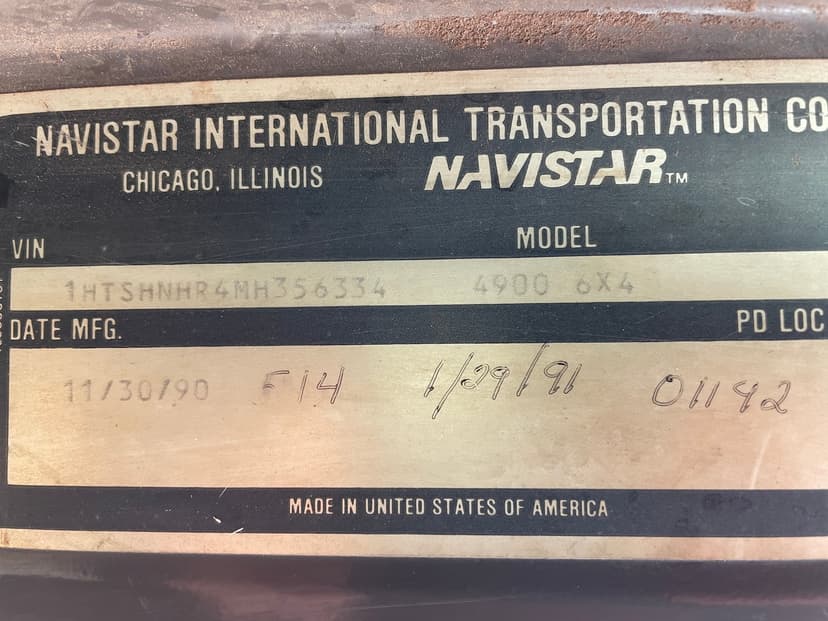 NAVISTAR INTERNATIONAL TRANSPORTATION CO
CHICAGO, ILLINOIS NAVISTAR™
VIN MODEL
1HTSHNHR4MH356334 4900 6X4
DATE MFG. PD LOC
11/30/90 F14 1/29/91 01142
MADE IN UNITED STATES OF AMERICA